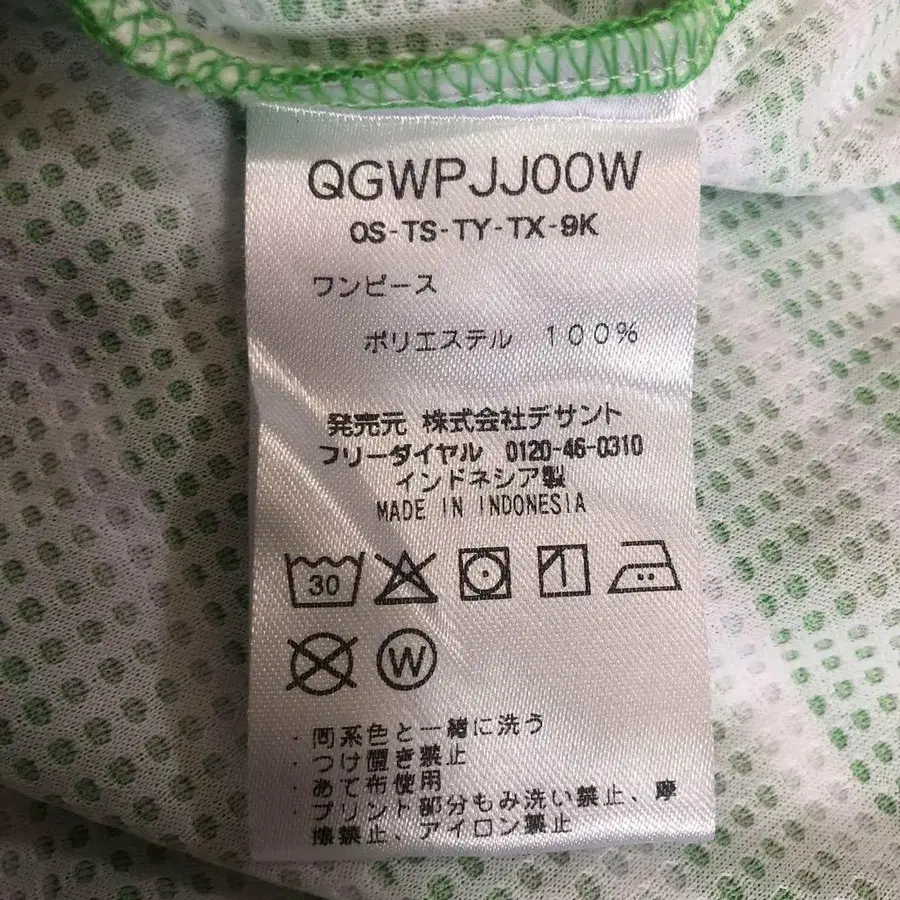 QGWPJJ00W
OS-TS-TY-TX-9K
ワンピース
ポリエステル 100%
発売元 株式会社デサント
フリーダイヤル 0120-46-0310
インドネシア製
MADE IN INDONESIA
30
W
・同系色と一緒に洗う
・つけ置き禁止
・あて布使用
・プリント部分もみ洗い禁止、摩
擦禁止、アイロン禁止